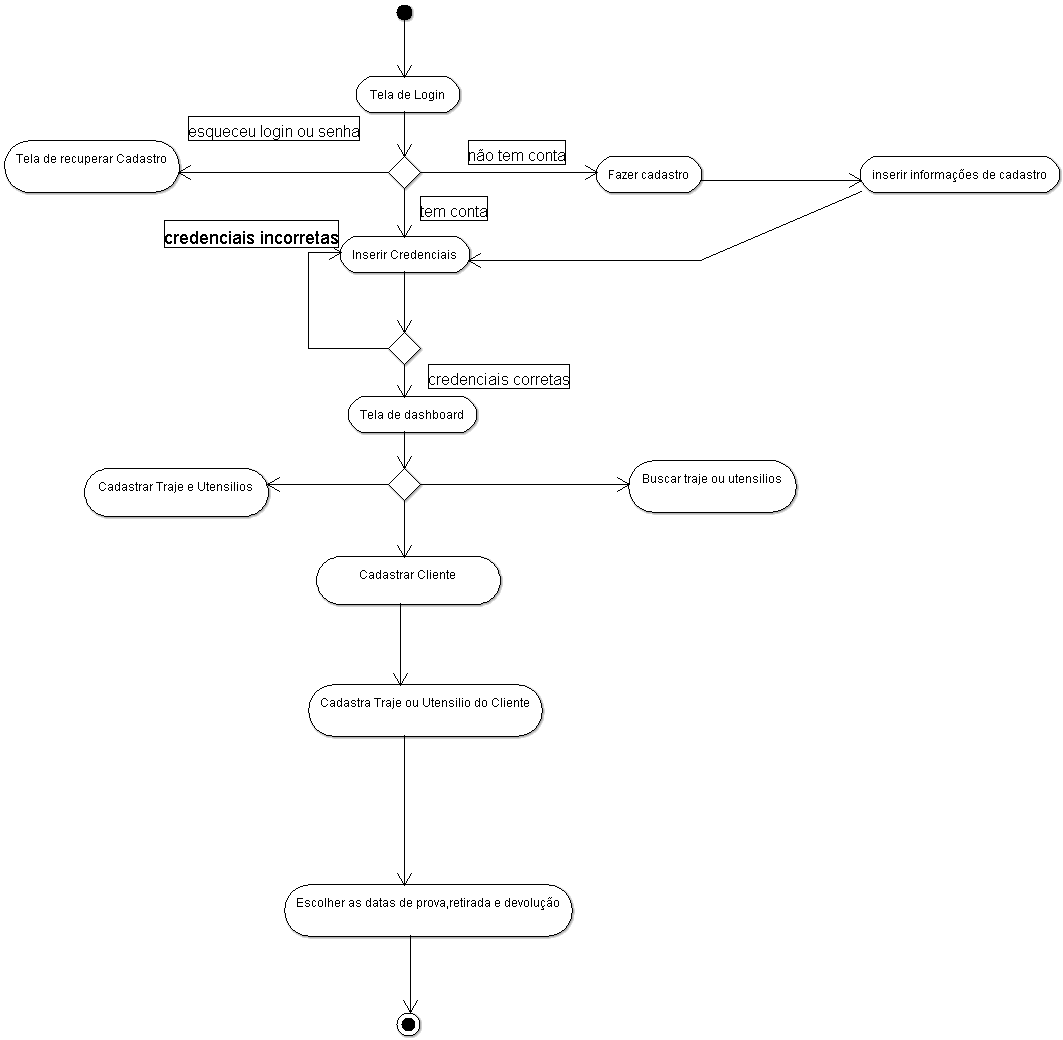 Tela de Login
esqueceu login ou senha
não tem conta
Tela de recuperar Cadastro
Fazer cadastro
inserir informações de cadastro
tem conta
credenciais incorretas
Inserir Credenciais
credenciais corretas
Tela de dashboard
Cadastrar Traje e Utensilios
Buscar traje ou utensilios
Cadastrar Cliente
Cadastra Traje ou Utensilio do Cliente
Escolher as datas de prova,retirada e devolução